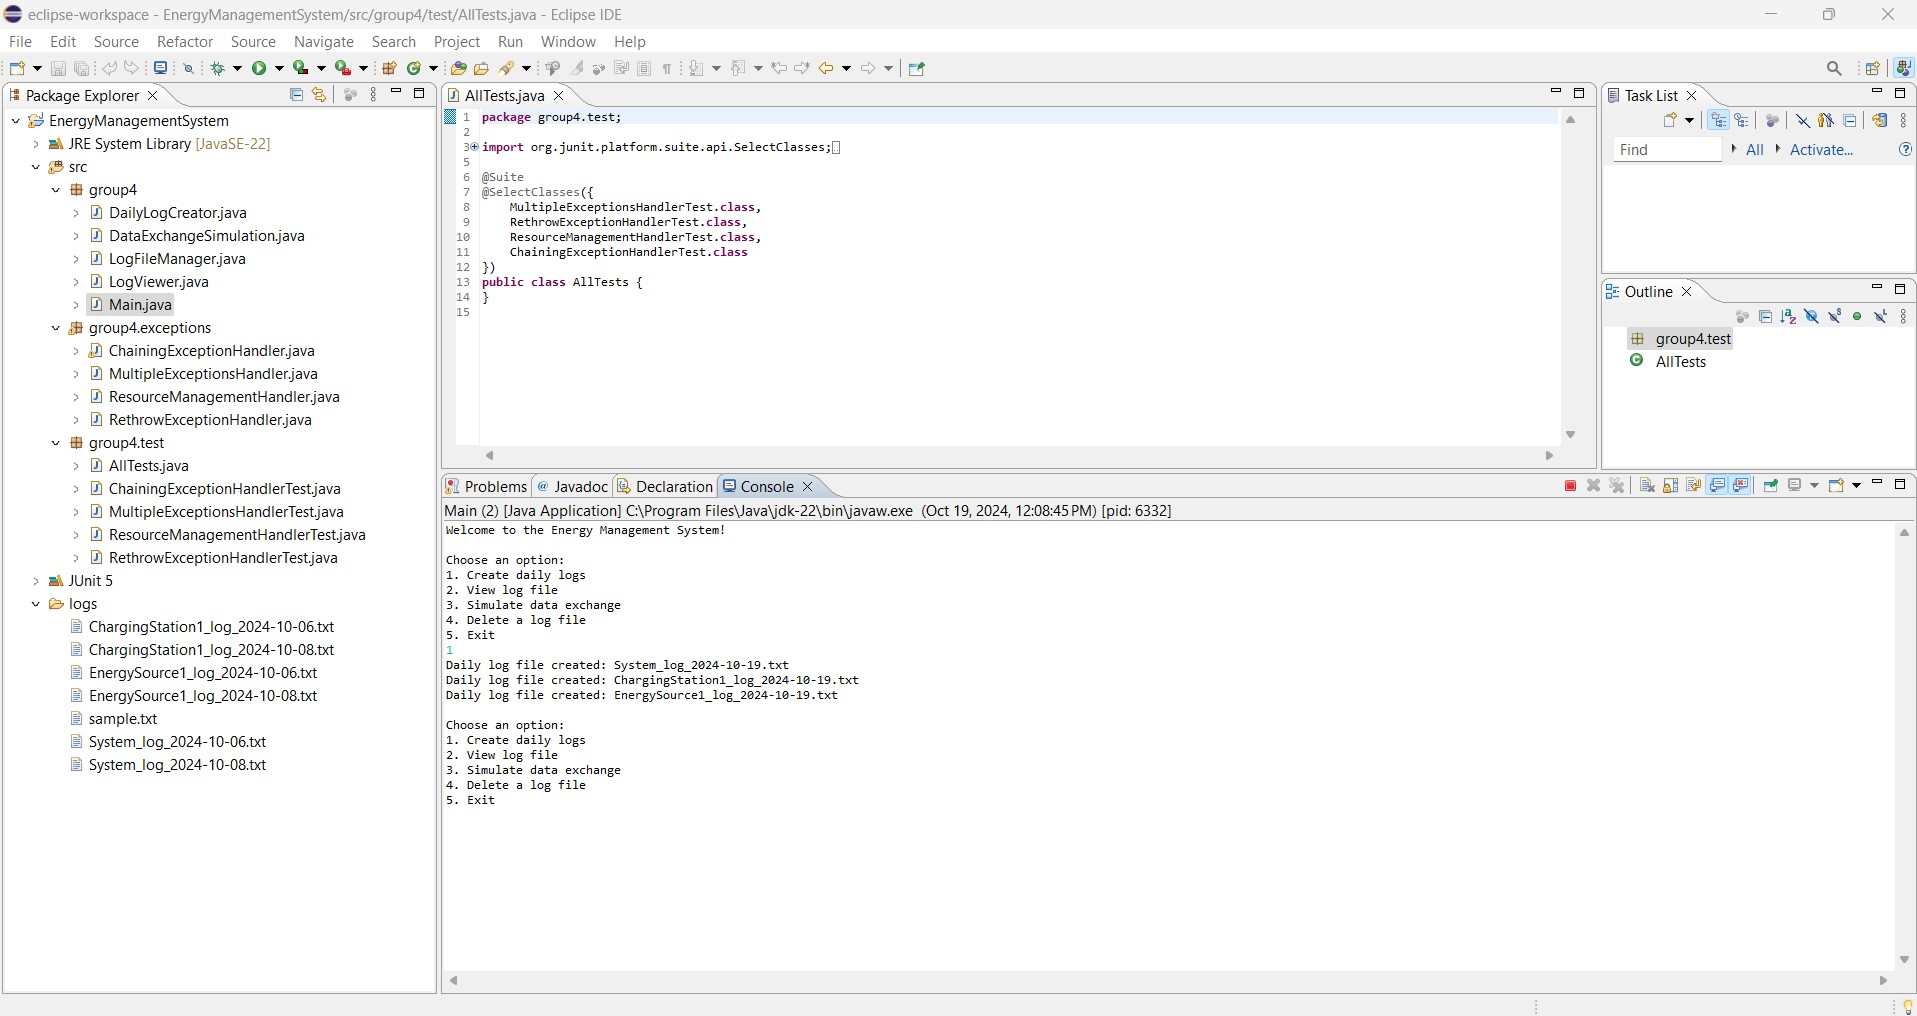 eclipse-workspace - EnergyManagementSystem/src/group4/test/AllTests.java - Eclipse IDE
File Edit Source Refactor Source Navigate Search Project Run Window Help
Package Explorer
EnergyManagementSystem
JRE System Library [JavaSE-22]
src
group4
DailyLogCreator.java
DataExchangeSimulation.java
LogFileManager.java
LogViewer.java
Main.java
group4.exceptions
ChainingExceptionHandler.java
MultipleExceptionsHandler.java
ResourceManagementHandler.java
RethrowExceptionHandler.java
group4.test
AllTests.java
ChainingExceptionHandlerTest.java
MultipleExceptionsHandlerTest.java
ResourceManagementHandlerTest.java
RethrowExceptionHandlerTest.java
JUnit 5
logs
ChargingStation1_log_2024-10-06.txt
ChargingStation1_log_2024-10-08.txt
EnergySource1_log_2024-10-06.txt
EnergySource1_log_2024-10-08.txt
sample.txt
System_log_2024-10-06.txt
System_log_2024-10-08.txt
AllTests.java
1 package group4.test;
2
3 import org.junit.platform.suite.api.SelectClasses;
5
6 @Suite
7 @SelectClasses({
8 MultipleExceptionsHandlerTest.class,
9 RethrowExceptionHandlerTest.class,
10 ResourceManagementHandlerTest.class,
11 ChainingExceptionHandlerTest.class
12 })
13 public class AllTests {
14 }
15
Task List
Find All Activate...
Outline
group4.test
AllTests
Problems Javadoc Declaration Console
Main (2) [Java Application] C:\Program Files\Java\jdk-22\bin\javaw.exe (Oct 19, 2024, 12:08:45 PM) [pid: 6332]
Welcome to the Energy Management System!
Choose an option:
1. Create daily logs
2. View log file
3. Simulate data exchange
4. Delete a log file
5. Exit
1
Daily log file created: System_log_2024-10-19.txt
Daily log file created: ChargingStation1_log_2024-10-19.txt
Daily log file created: EnergySource1_log_2024-10-19.txt
Choose an option:
1. Create daily logs
2. View log file
3. Simulate data exchange
4. Delete a log file
5. Exit